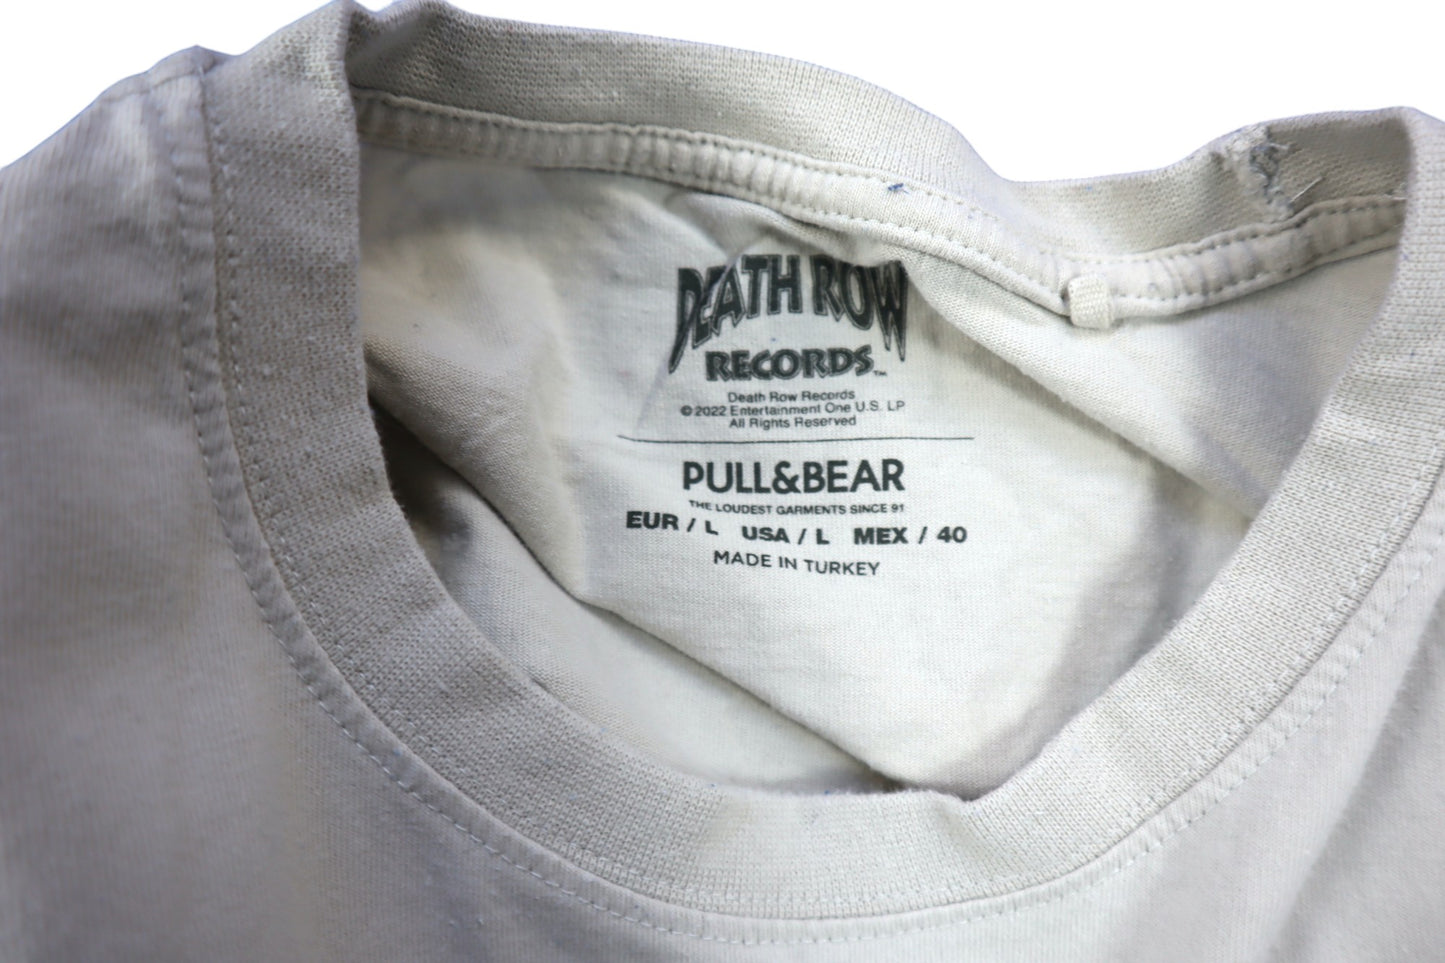 DEATH ROW
RECORDS™
Death Row Records
© 2022 Entertainment One U.S. LP
All Rights Reserved
PULL&BEAR
THE LOUDEST GARMENTS SINCE 91
EUR / L USA / L MEX / 40
MADE IN TURKEY